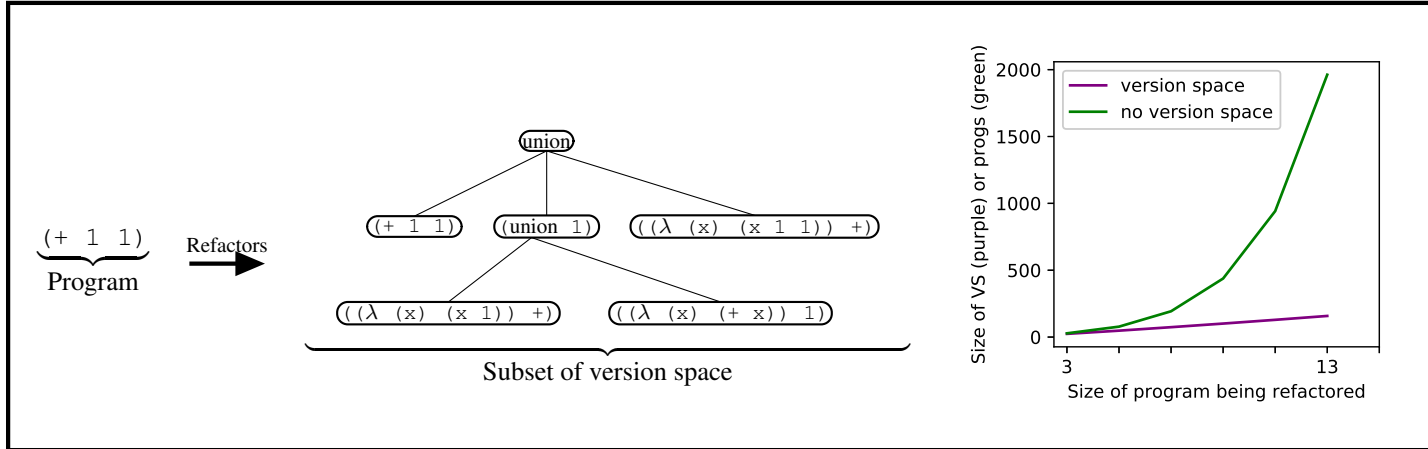 (+ 1 1)
Program
Refactors
union
(+ 1 1)
(union 1)
((λ (x) (x 1 1)) +)
((λ (x) (x 1)) +)
((λ (x) (+ x)) 1)
Subset of version space
Size of VS (purple) or progs (green)
2000
1500
1000
500
0
version space
no version space
3
13
Size of program being refactored